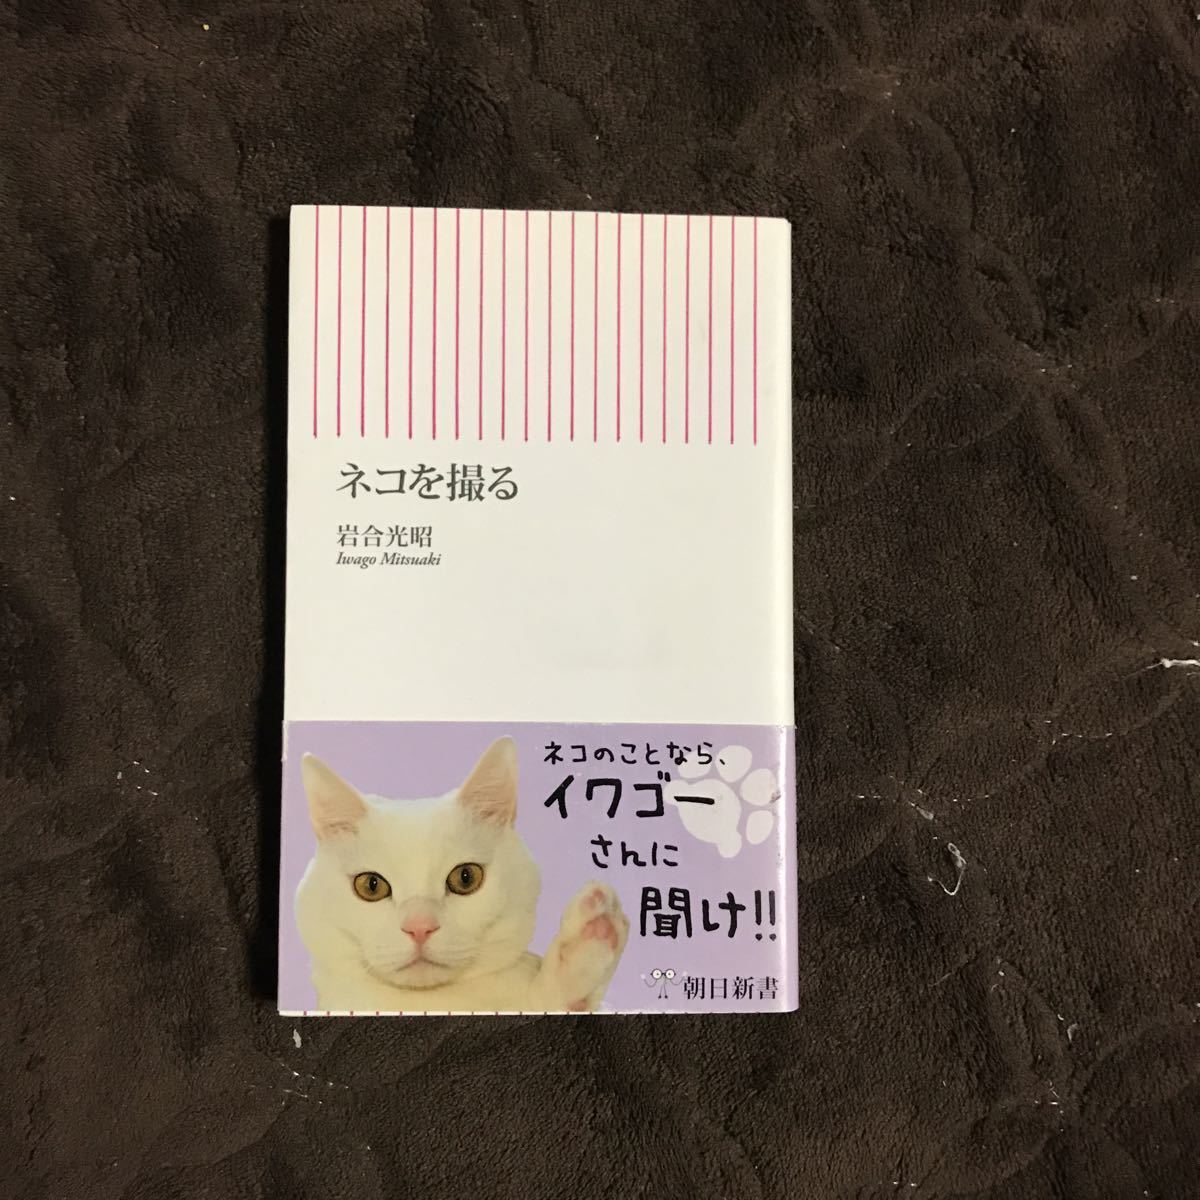 ネコを撮る
岩合光昭
Iwago Mitsuaki
ネコのことなら、
イワゴー
さんに
聞け!!
朝日新書